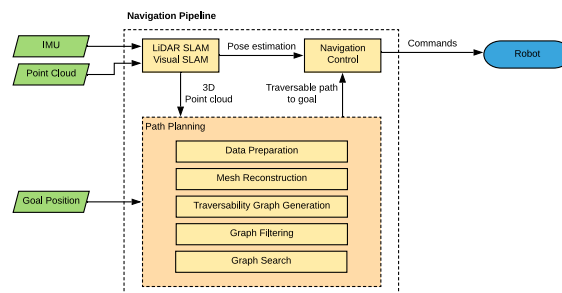 Navigation Pipeline
IMU
Point Cloud
LiDAR SLAM
Visual SLAM
Pose estimation
Navigation
Control
Commands
Robot
3D
Point cloud
Traversable path
to goal
Path Planning
Data Preparation
Mesh Reconstruction
Traversability Graph Generation
Graph Filtering
Graph Search
Goal Position